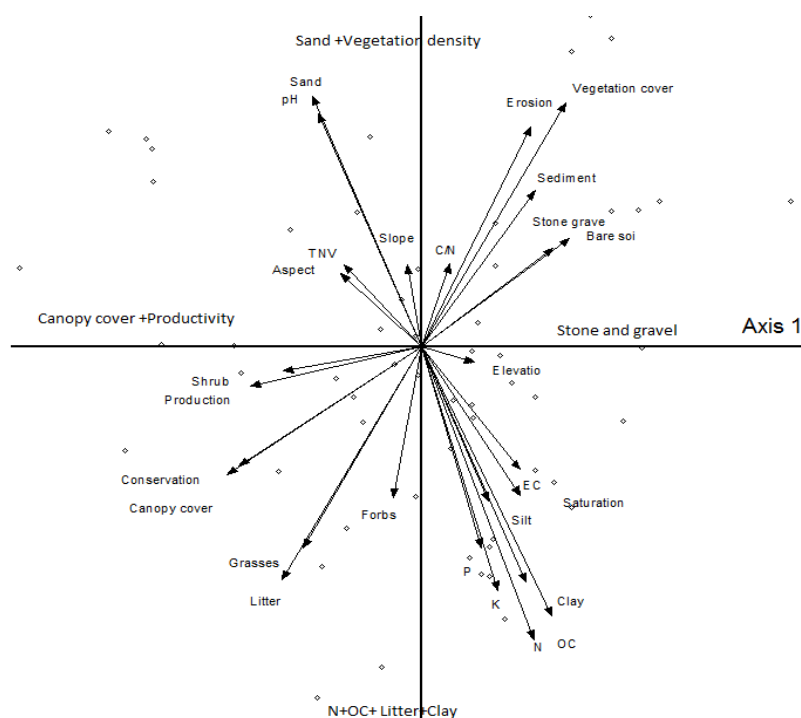 Sand +Vegetation density
Sand
pH
Erosion
Vegetation cover
Sediment
Stone grave
Bare soi
Slope
C/N
TNV
Aspect
Canopy cover +Productivity
Stone and gravel
Axis 1
Elevatio
Shrub
Production
Conservation
Canopy cover
EC
Saturation
Forbs
Silt
Grasses
P
Litter
K
Clay
N
OC
N+OC+ Litter+Clay